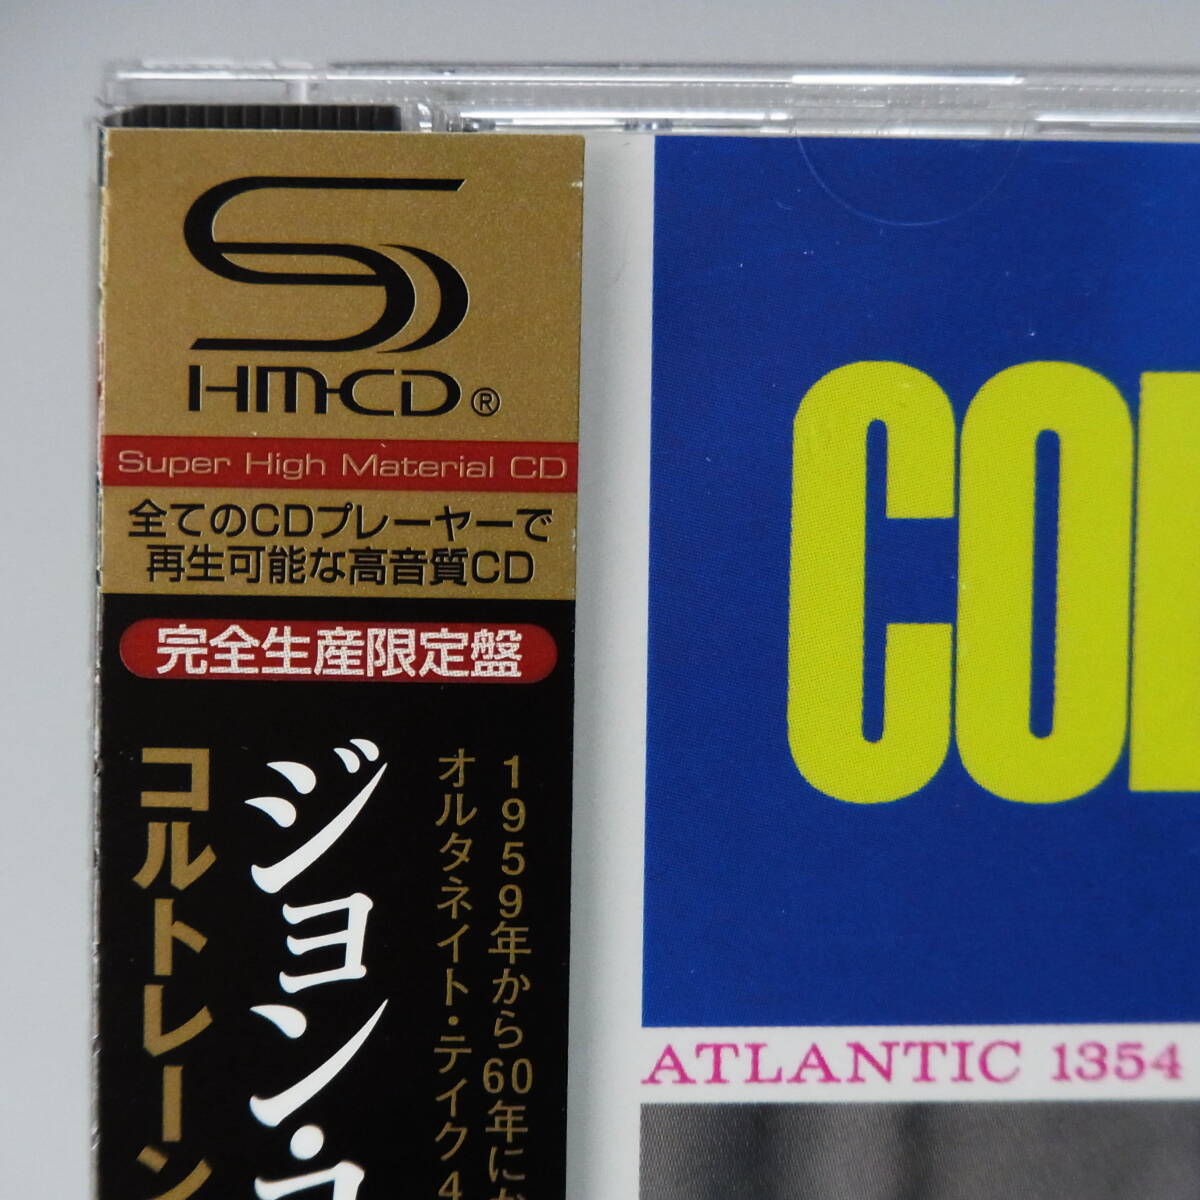 SHM-CD®
Super High Material CD
全てのCDプレーヤーで
再生可能な高音質CD
完全生産限定盤
1959年から60年にか
オルタネイト・テイク4
ジョン・コ
コルトレーン
COL
ATLANTIC 1354